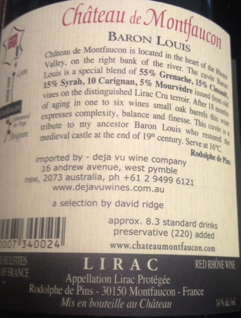 Château de Montfaucon
BARON LOUIS
Château de Montfaucon is located in the heart of the Rhône
Valley, on the right bank of the river. The cuvée Baron
Louis is a special blend of 55% Grenache, 15% Cinsault,
15% Syrah, 10 Carignan, 5% Mourvèdre issued from old
vines on the distinguished Lirac Cru terroir. After 18 months
of aging in one to six wines small oak barrels this wine
expresses complexity, balance and finesse. This cuvée is a
tribute to my ancestor Baron Louis who restored the
medieval castle at the end of 19th century. Serve at 16°C.
Rodolphe de Pins
imported by - deja vu wine company
16 andrew avenue, west pymble
nsw, 2073 australia, ph +61 2 9499 6121
www.dejavuwines.com.au
a selection by david ridge
approx. 8.3 standard drinks
preservative (220) added
www.chateaumontfaucon.com
LIRAC
RED RHÔNE WINE
OF FRANCE
Appellation Lirac Protégée
Rodolphe de Pins - 30150 Montfaucon - France
Mis en bouteille au Château